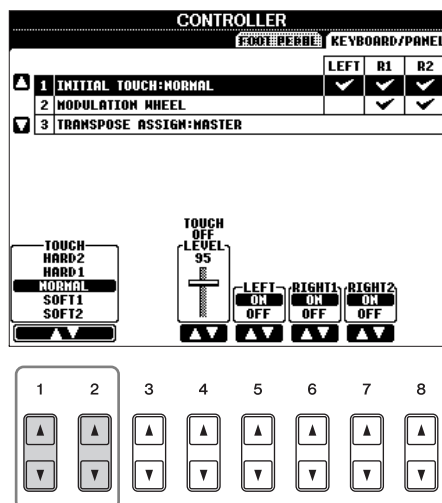 CONTROLLER
FOOT PEDAL KEYBOARD/PANEL
LEFT R1 R2
1 INITIAL TOUCH:NORMAL
2 MODULATION WHEEL
3 TRANSPOSE ASSIGN:MASTER
TOUCH
OFF
LEVEL
95
TOUCH
HARD2
HARD1
NORMAL
SOFT1
SOFT2
LEFT RIGHT1 RIGHT2
ON ON ON
OFF OFF OFF
1 2 3 4 5 6 7 8